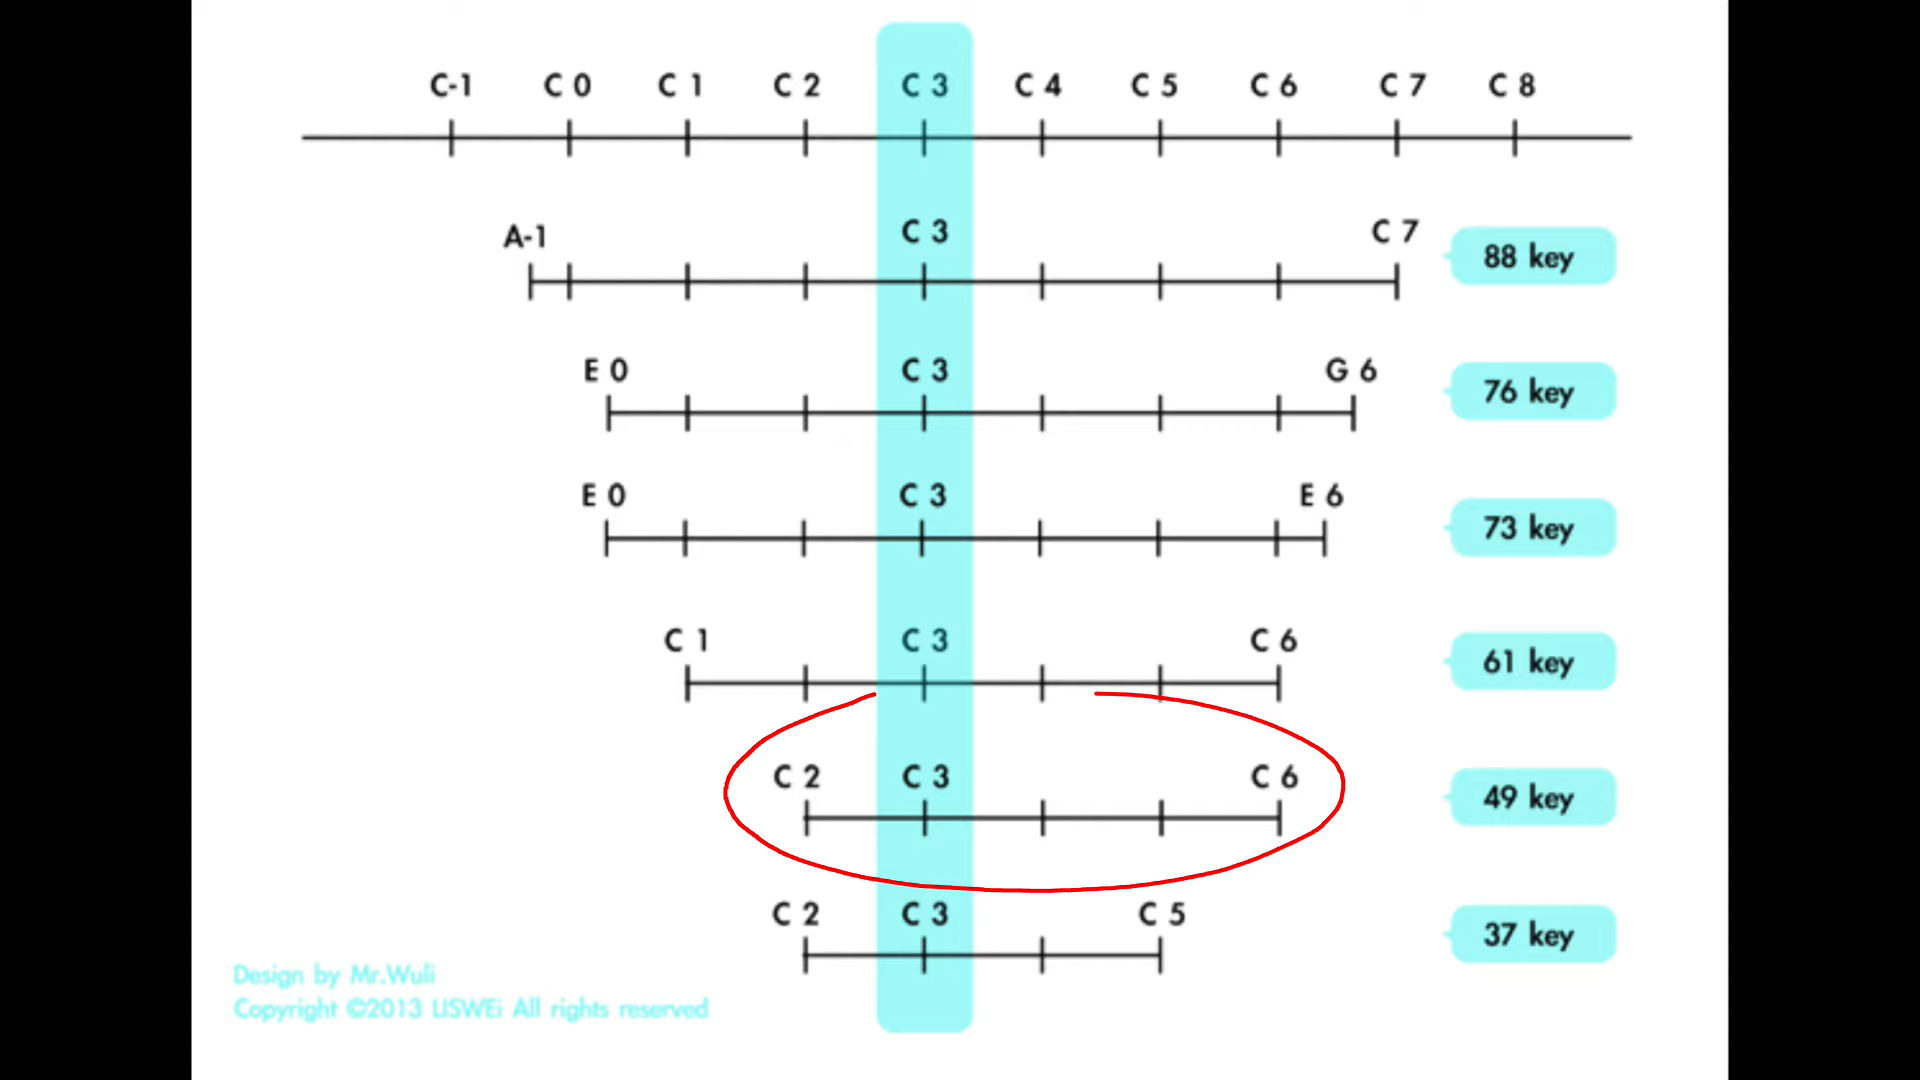 C-1 C 0 C 1 C 2 C 3 C 4 C 5 C 6 C 7 C 8
A-1 C 3 C 7 88 key
E 0 C 3 G 6 76 key
E 0 C 3 E 6 73 key
C 1 C 3 C 6 61 key
C 2 C 3 C 6 49 key
C 2 C 3 C 5 37 key
Design by Mr.Wuli
Copyright ©2013 LISWEi All rights reserved